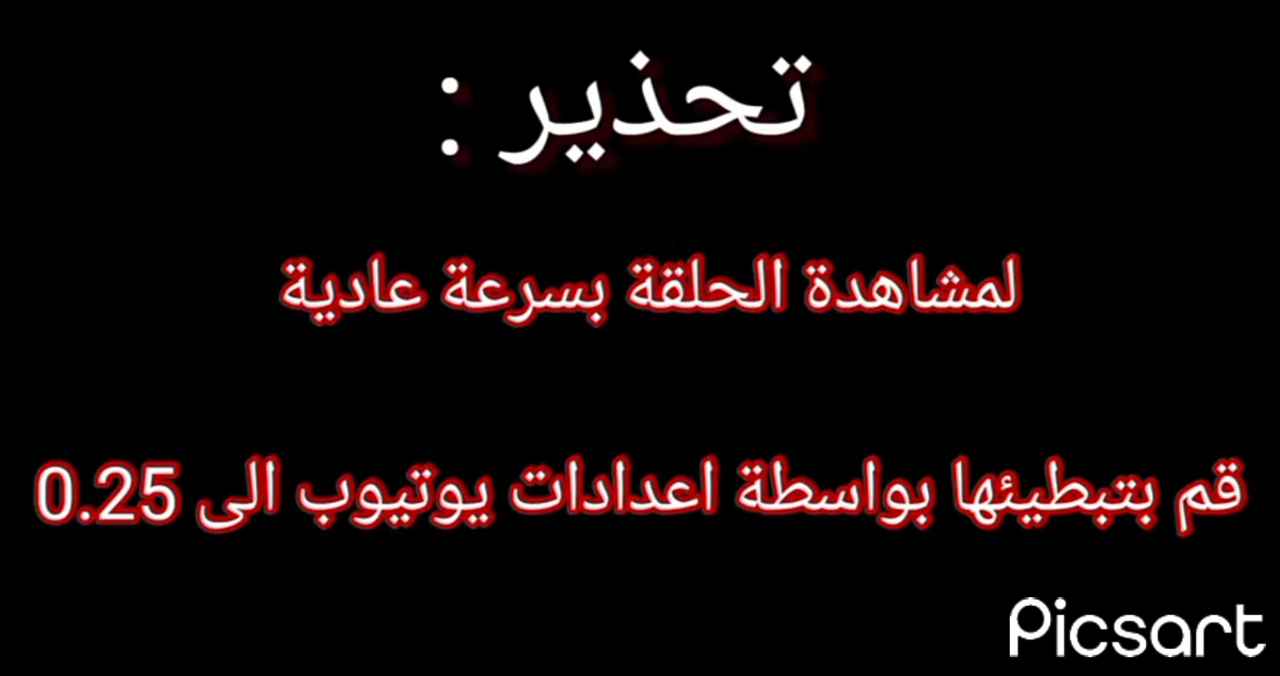 تحذير :
لمشاهدة الحلقة بسرعة عادية
قم بتبطيئها بواسطة اعدادات يوتيوب الى 0.25
Picsart